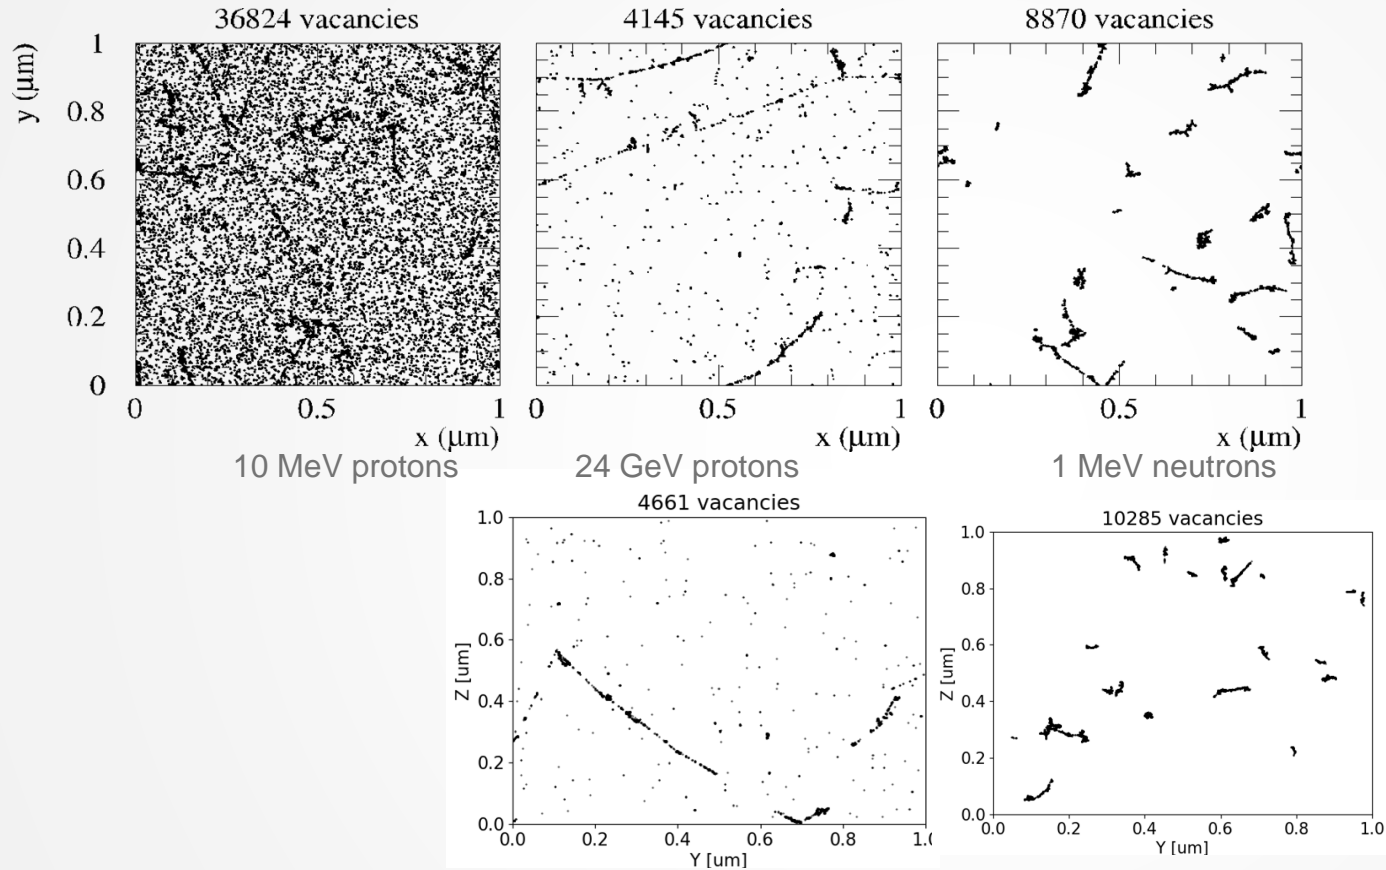 36824 vacancies
4145 vacancies
8870 vacancies
y (μm)
1
0.8
0.6
0.4
0.2
0
0 0.5 1
x (μm)
0 0.5 1
x (μm)
0 0.5 1
x (μm)
10 MeV protons
24 GeV protons
1 MeV neutrons
4661 vacancies
Z [um]
1.0
0.8
0.6
0.4
0.2
0.0
0.0 0.2 0.4 0.6 0.8 1.0
Y [um]
10285 vacancies
Z [um]
1.0
0.8
0.6
0.4
0.2
0.0
0.0 0.2 0.4 0.6 0.8 1.0
Y [um]